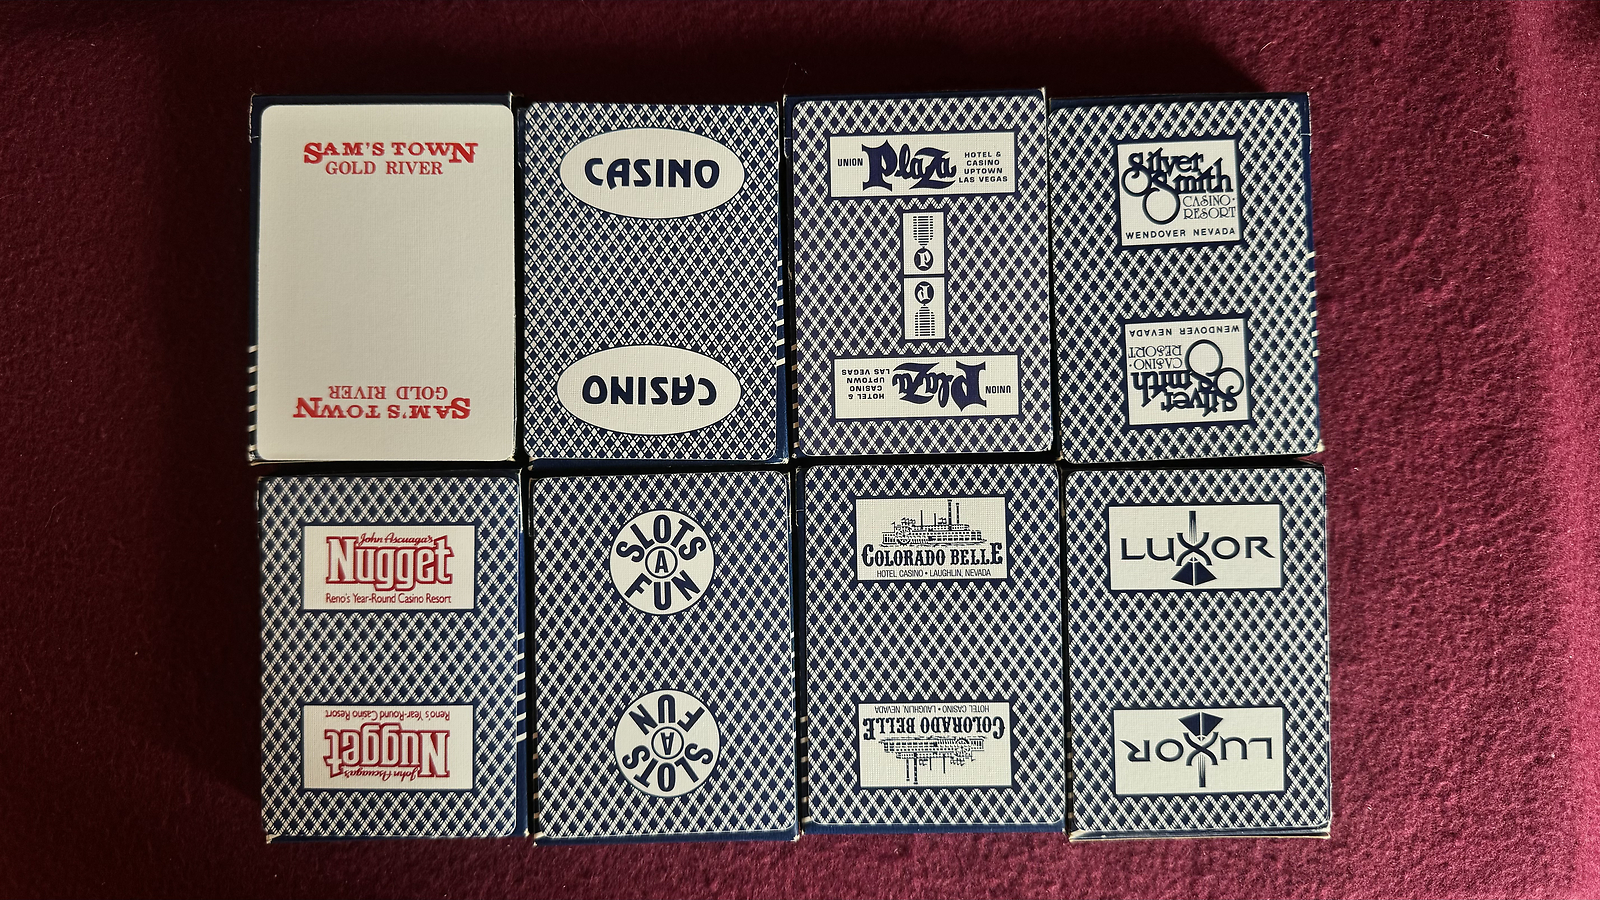 SAM'S TOWN
GOLD RIVER
GOLD RIVER
SAM'S TOWN
CASINO
CASINO
UNION Plaza HOTEL &
CASINO
UPTOWN
LAS VEGAS
P
P
UNION Plaza HOTEL &
CASINO
UPTOWN
LAS VEGAS
Silver
Smith
CASINO·
RESORT
WENDOVER NEVADA
WENDOVER NEVADA
CASINO·
RESORT
Silver
Smith
John Ascuaga's
Nugget
Reno's Year-Round Casino Resort
Reno's Year-Round Casino Resort
Nugget
John Ascuaga's
SLOTS
A
FUN
SLOTS
A
FUN
COLORADO BELLE
HOTEL CASINO • LAUGHLIN, NEVADA
HOTEL CASINO • LAUGHLIN, NEVADA
COLORADO BELLE
LUXOR
LUXOR